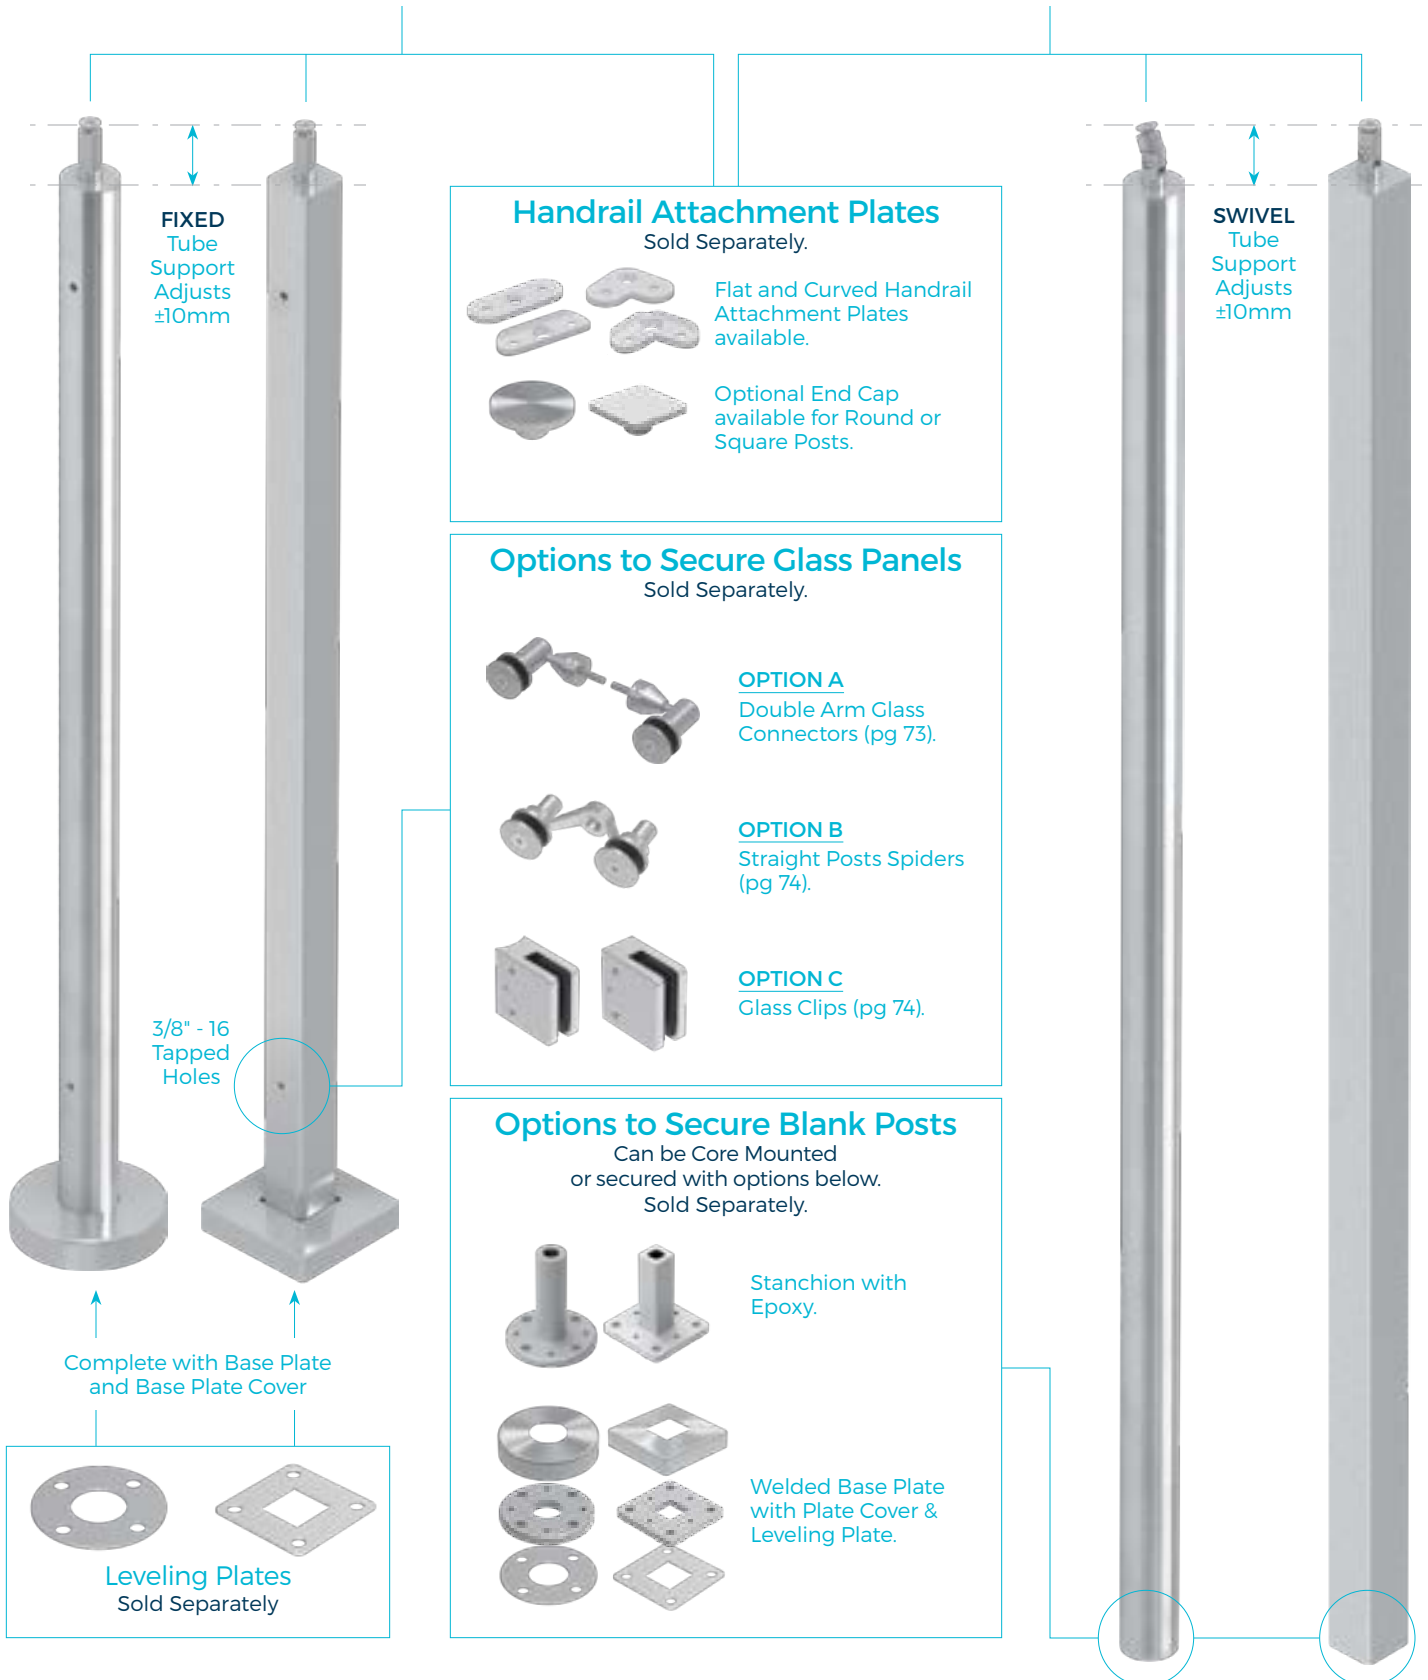 FIXED
Tube
Support
Adjusts
±10mm
Handrail Attachment Plates
Sold Separately.
Flat and Curved Handrail
Attachment Plates
available.
Optional End Cap
available for Round or
Square Posts.
SWIVEL
Tube
Support
Adjusts
±10mm
Options to Secure Glass Panels
Sold Separately.
OPTION A
Double Arm Glass
Connectors (pg 73).
OPTION B
Straight Posts Spiders
(pg 74).
OPTION C
Glass Clips (pg 74).
3/8" - 16
Tapped
Holes
Options to Secure Blank Posts
Can be Core Mounted
or secured with options below.
Sold Separately.
Stanchion with
Epoxy.
Welded Base Plate
with Plate Cover &
Leveling Plate.
Complete with Base Plate
and Base Plate Cover
Leveling Plates
Sold Separately